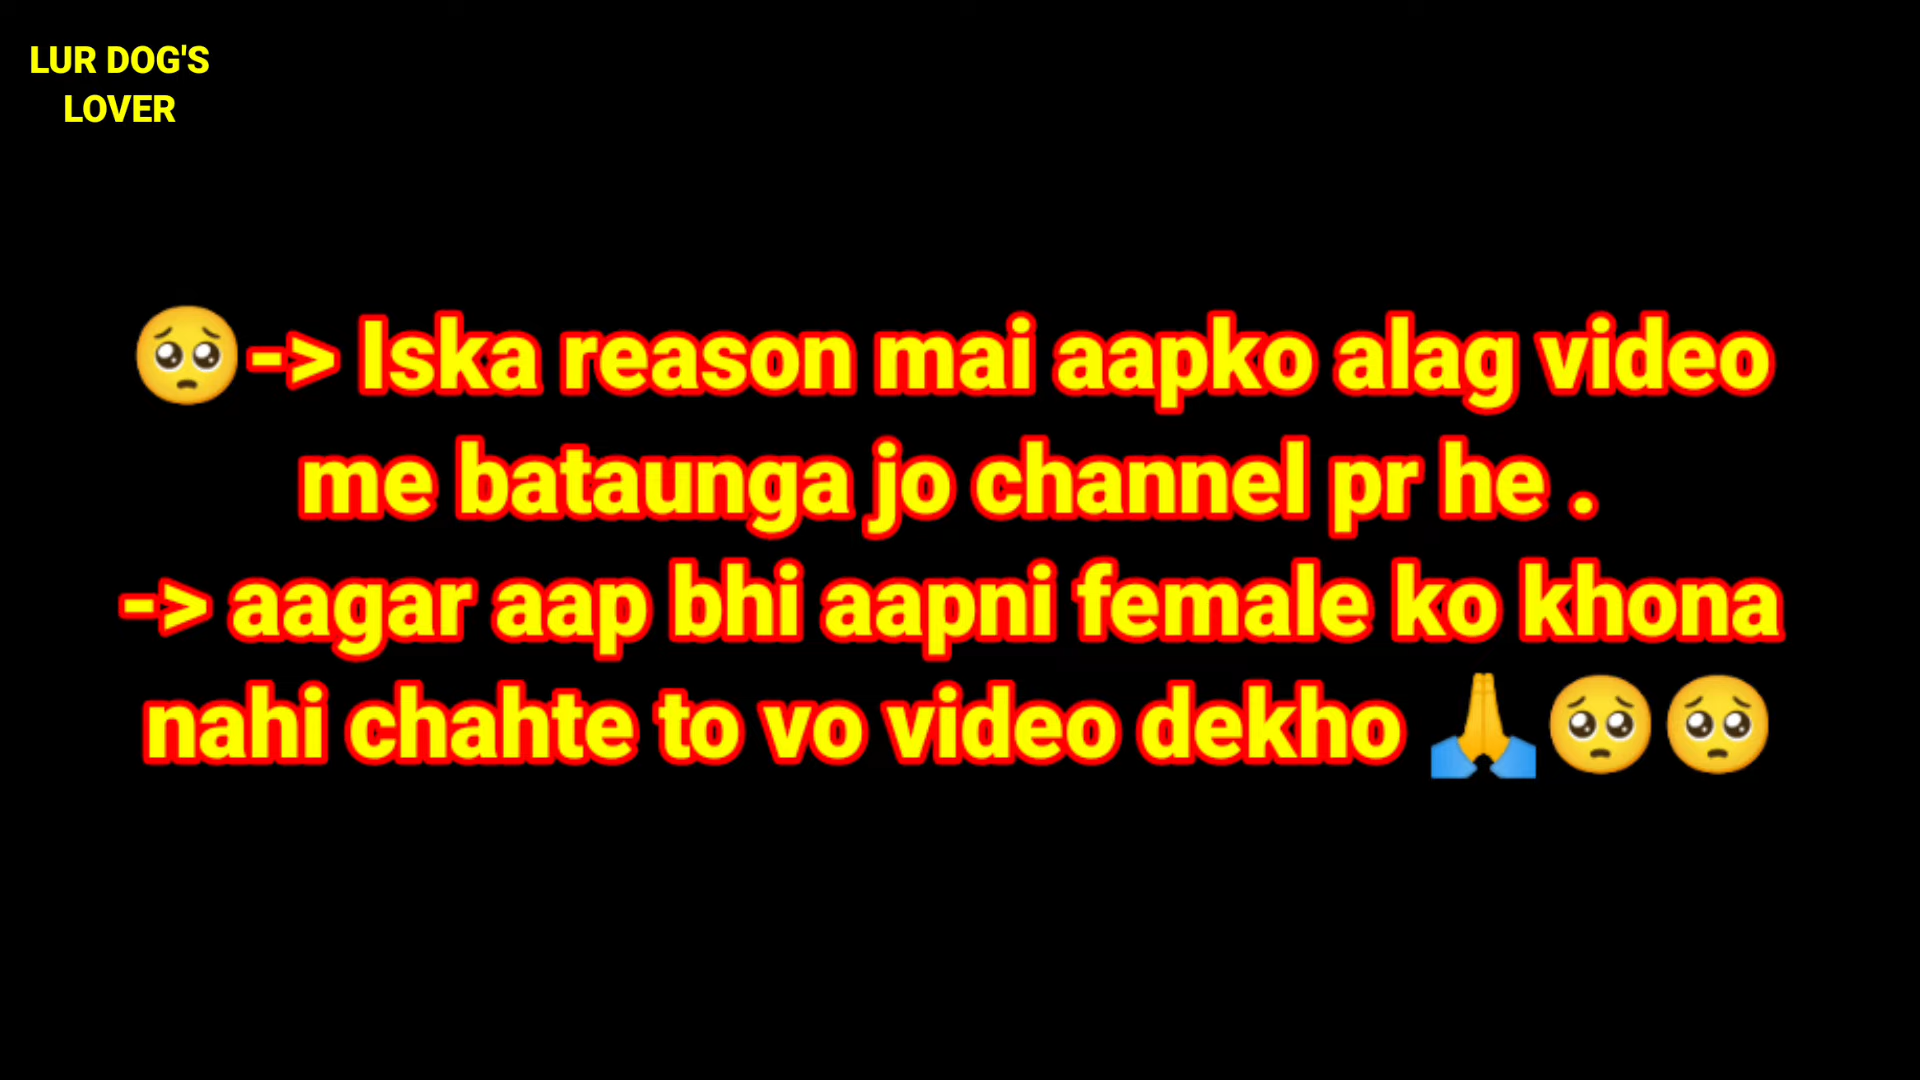 LUR DOG'S
LOVER
🥺-> Iska reason mai aapko alag video
me bataunga jo channel pr he .
-> aagar aap bhi aapni female ko khona
nahi chahte to vo video dekho 🙏🥺🥺